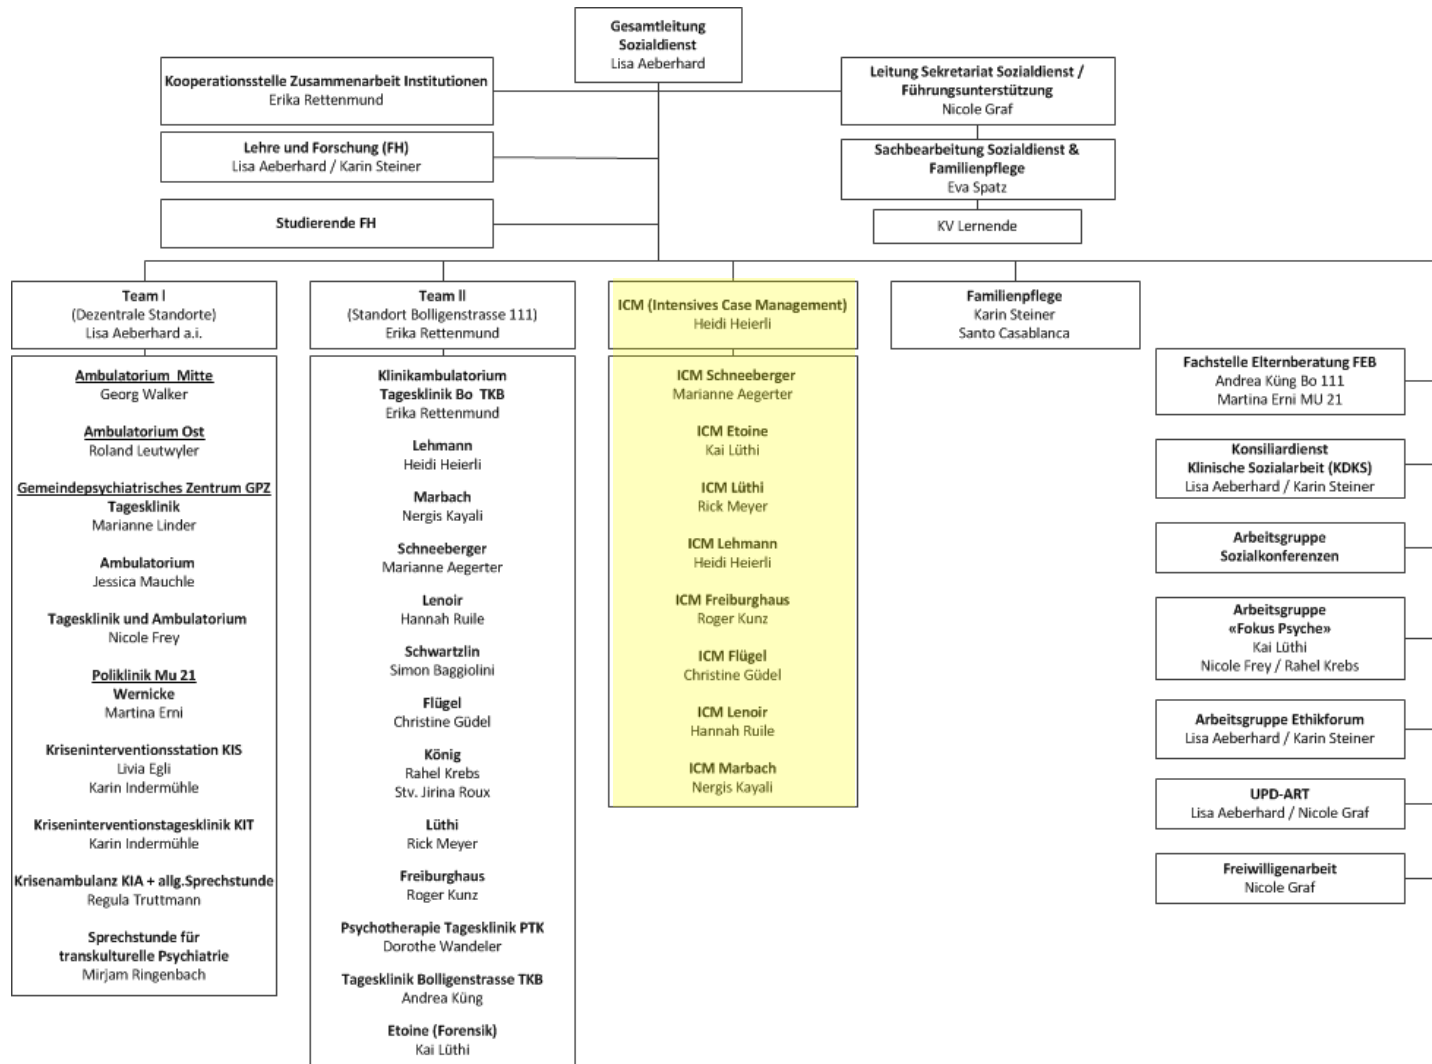 Gesamtleitung
Sozialdienst
Lisa Aeberhard
Kooperationsstelle Zusammenarbeit Institutionen
Erika Rettenmund
Leitung Sekretariat Sozialdienst /
Führungsunterstützung
Nicole Graf
Lehre und Forschung (FH)
Lisa Aeberhard / Karin Steiner
Sachbearbeitung Sozialdienst &
Familienpflege
Eva Spatz
Studierende FH
KV Lernende
Team I
(Dezentrale Standorte)
Lisa Aeberhard a.i.
Ambulatorium Mitte
Georg Walker
Ambulatorium Ost
Roland Leutwyler
Gemeindepsychiatrisches Zentrum GPZ
Tagesklinik
Marianne Linder
Ambulatorium
Jessica Mauchle
Tagesklinik und Ambulatorium
Nicole Frey
Poliklinik Mu 21
Wernicke
Martina Erni
Kriseninterventionsstation KIS
Livia Egli
Karin Indermühle
Kriseninterventionstagesklinik KIT
Karin Indermühle
Krisenambulanz KIA + allg.Sprechstunde
Regula Truttmann
Sprechstunde für
transkulturelle Psychiatrie
Mirjam Ringenbach
Team II
(Standort Bolligenstrasse 111)
Erika Rettenmund
Klinikambulatorium
Tagesklinik Bo TKB
Erika Rettenmund
Lehmann
Heidi Heierli
Marbach
Nergis Kayali
Schneeberger
Marianne Aegerter
Lenoir
Hannah Ruile
Schwartzlin
Simon Baggiolini
Flügel
Christine Güdel
König
Rahel Krebs
Stv. Jirina Roux
Lüthi
Rick Meyer
Freiburghaus
Roger Kunz
Psychotherapie Tagesklinik PTK
Dorothe Wandeler
Tagesklinik Bolligenstrasse TKB
Andrea Küng
Etoine (Forensik)
Kai Lüthi
ICM (Intensives Case Management)
Heidi Heierli
ICM Schneeberger
Marianne Aegerter
ICM Etoine
Kai Lüthi
ICM Lüthi
Rick Meyer
ICM Lehmann
Heidi Heierli
ICM Freiburghaus
Roger Kunz
ICM Flügel
Christine Güdel
ICM Lenoir
Hannah Ruile
ICM Marbach
Nergis Kayali
Familienpflege
Karin Steiner
Santo Casablanca
Fachstelle Elternberatung FEB
Andrea Küng Bo 111
Martina Erni MU 21
Konsiliardienst
Klinische Sozialarbeit (KDKS)
Lisa Aeberhard / Karin Steiner
Arbeitsgruppe
Sozialkonferenzen
Arbeitsgruppe
«Fokus Psyche»
Kai Lüthi
Nicole Frey / Rahel Krebs
Arbeitsgruppe Ethikforum
Lisa Aeberhard / Karin Steiner
UPD-ART
Lisa Aeberhard / Nicole Graf
Freiwilligenarbeit
Nicole Graf